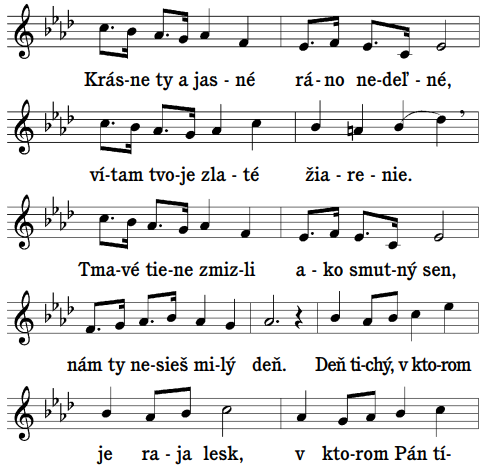 Krás-ne ty a jas - né rá - no ne-deľ - né,
ví-tam tvo-je zla - té žia - re - nie.
Tma-vé tie-ne zmiz-li a - ko smut-ný sen,
nám ty ne-sieš mi-lý deň. Deň ti-chý, v kto-rom
je ra - ja lesk, v kto-rom Pán tí-